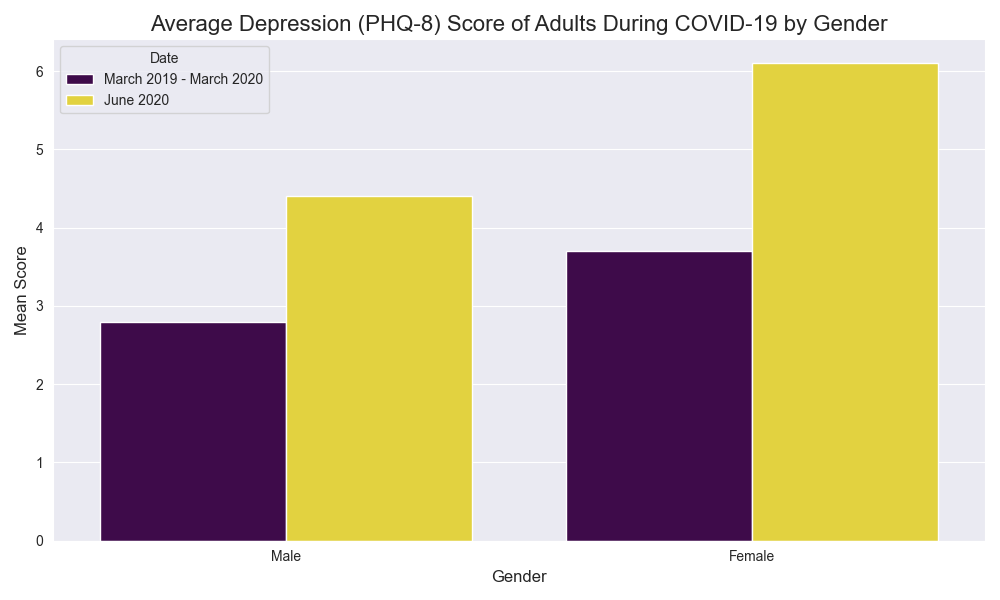 Average Depression (PHQ-8) Score of Adults During COVID-19 by Gender
Date
March 2019 - March 2020
June 2020
Mean Score
6
5
4
3
2
1
0
Male
Female
Gender